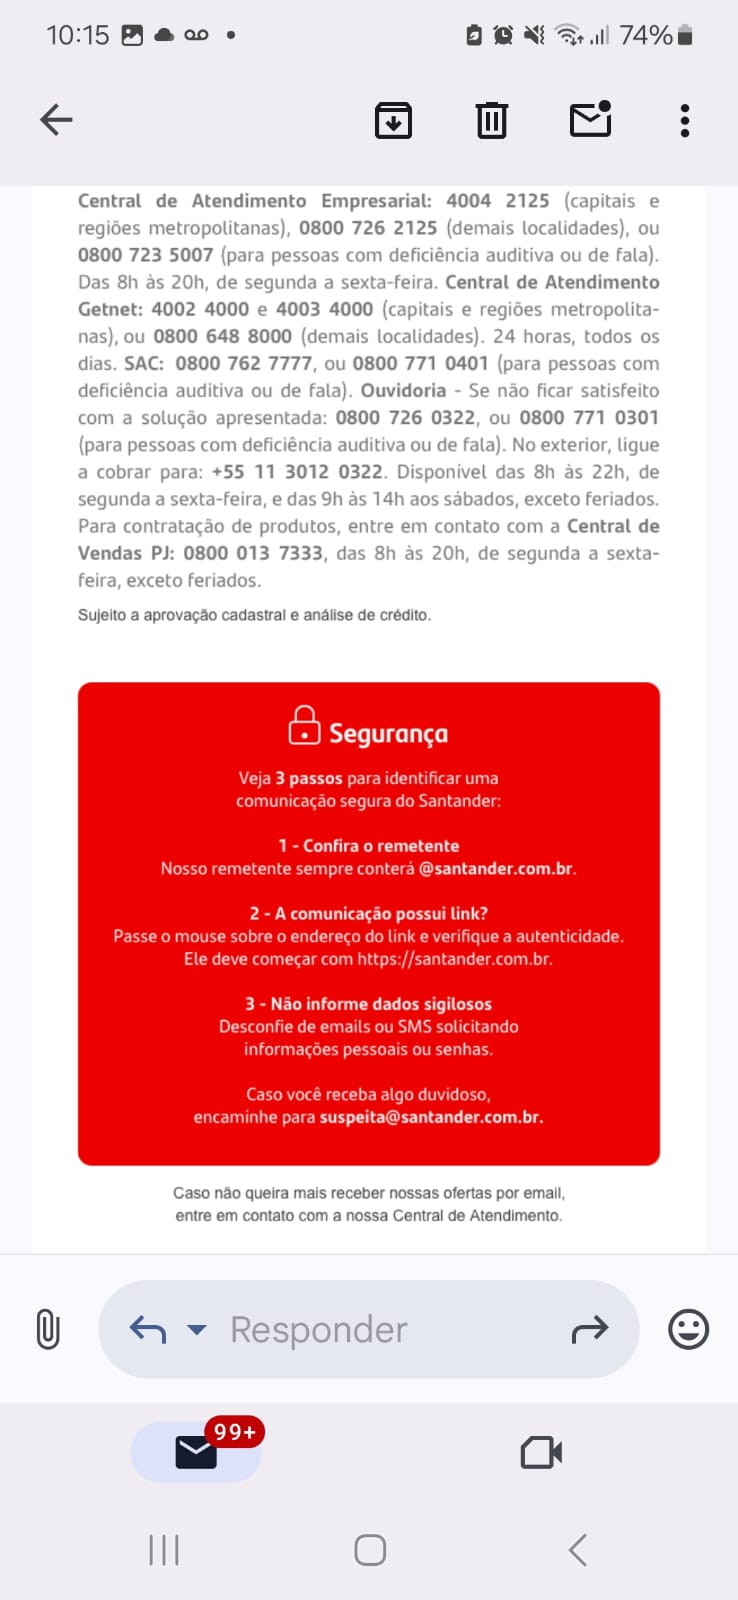 10:15
74%
Central de Atendimento Empresarial: 4004 2125 (capitais e
regiões metropolitanas), 0800 726 2125 (demais localidades), ou
0800 723 5007 (para pessoas com deficiência auditiva ou de fala).
Das 8h às 20h, de segunda a sexta-feira. Central de Atendimento
Getnet: 4002 4000 e 4003 4000 (capitais e regiões metropolita-
nas), ou 0800 648 8000 (demais localidades). 24 horas, todos os
dias. SAC: 0800 762 7777, ou 0800 771 0401 (para pessoas com
deficiência auditiva ou de fala). Ouvidoria - Se não ficar satisfeito
com a solução apresentada: 0800 726 0322, ou 0800 771 0301
(para pessoas com deficiência auditiva ou de fala). No exterior, ligue
a cobrar para: +55 11 3012 0322. Disponível das 8h às 22h, de
segunda a sexta-feira, e das 9h às 14h aos sábados, exceto feriados.
Para contratação de produtos, entre em contato com a Central de
Vendas PJ: 0800 013 7333, das 8h às 20h, de segunda a sexta-
feira, exceto feriados.
Sujeito a aprovação cadastral e análise de crédito.
Segurança
Veja 3 passos para identificar uma
comunicação segura do Santander:
1 - Confira o remetente
Nosso remetente sempre conterá @santander.com.br.
2 - A comunicação possui link?
Passe o mouse sobre o endereço do link e verifique a autenticidade.
Ele deve começar com https://santander.com.br.
3 - Não informe dados sigilosos
Desconfie de emails ou SMS solicitando
informações pessoais ou senhas.
Caso você receba algo duvidoso,
encaminhe para suspeita@santander.com.br.
Caso não queira mais receber nossas ofertas por email,
entre em contato com a nossa Central de Atendimento.
Responder
99+